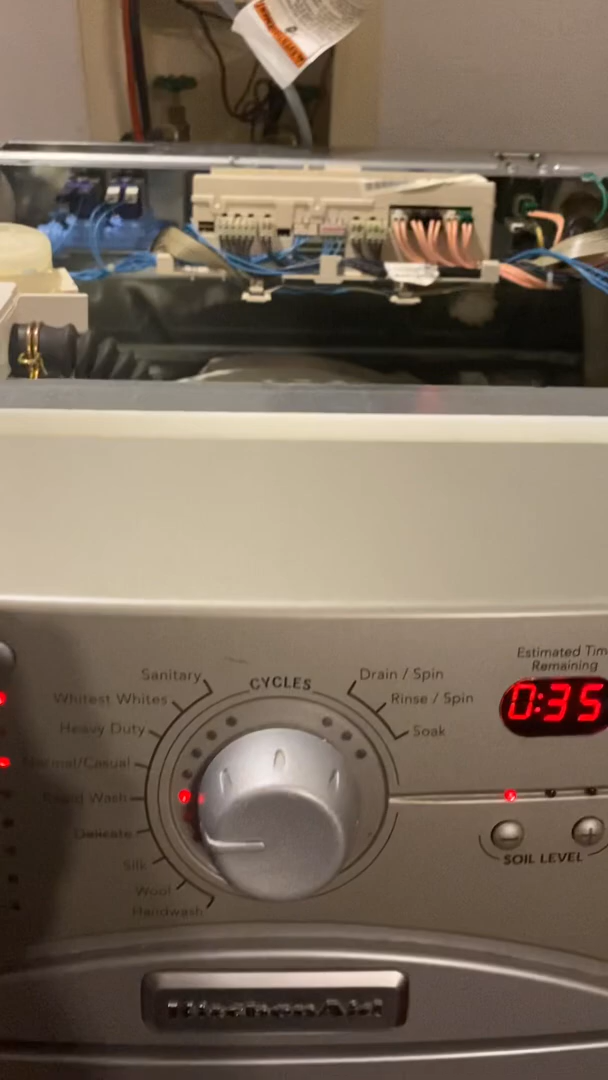 CYCLES
Sanitary
Whitest Whites
Heavy Duty
Normal/Casual
Rapid Wash
Delicate
Silk
Wool
Handwash
Drain / Spin
Rinse / Spin
Soak
Estimated Tim
Remaining
0:35
SOIL LEVEL
KitchenAid